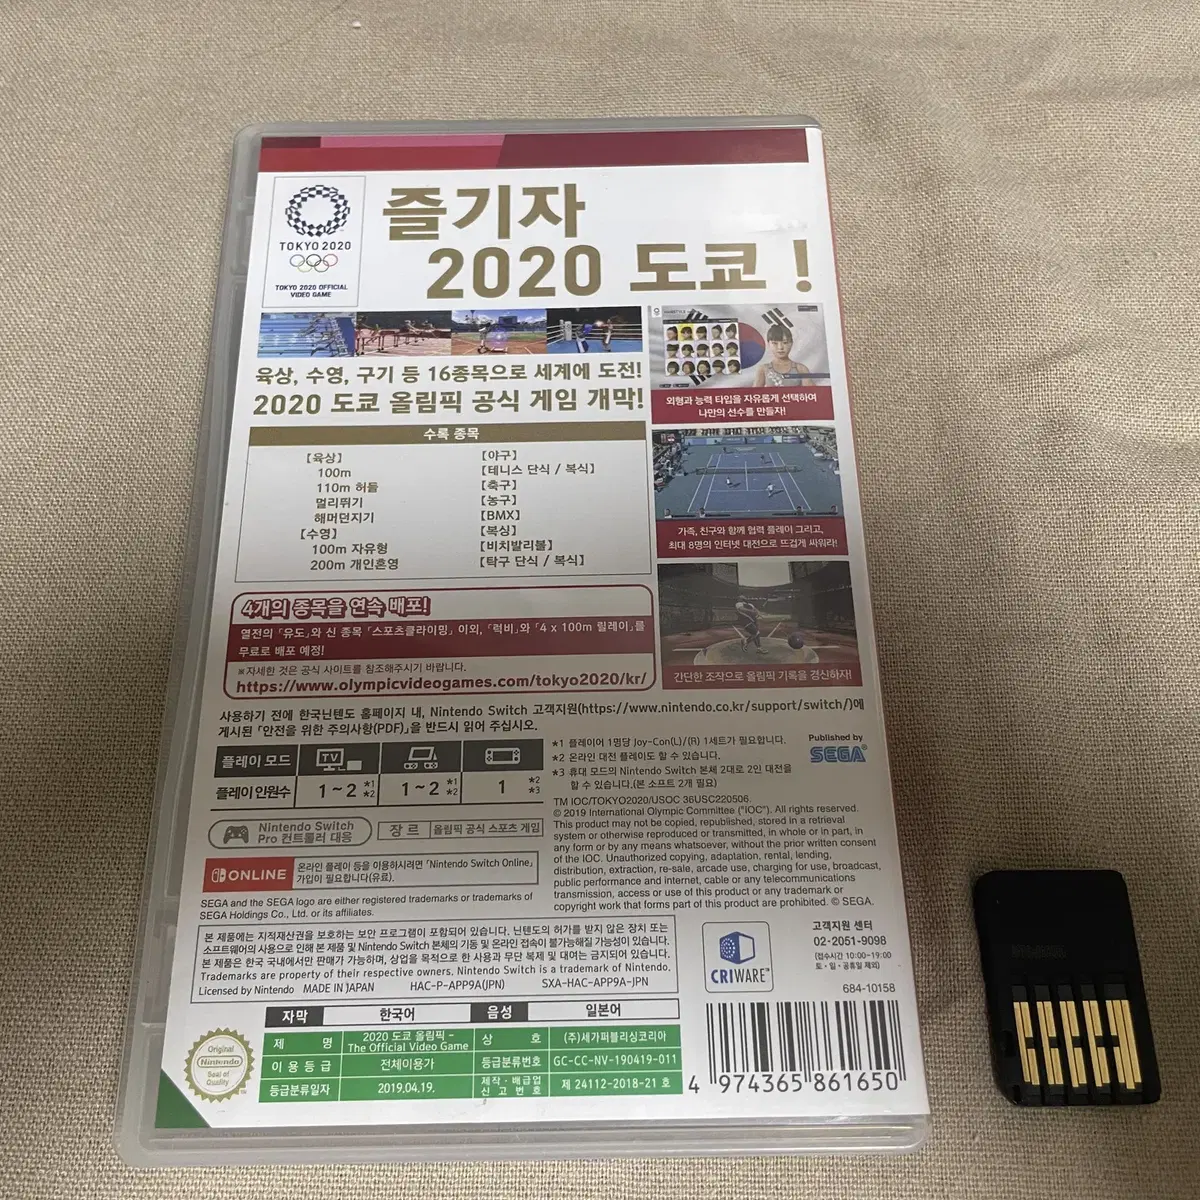 TOKYO 2020
TOKYO 2020 OFFICIAL
VIDEO GAME
즐기자
2020 도쿄 !
육상, 수영, 구기 등 16종목으로 세계에 도전!
2020 도쿄 올림픽 공식 게임 개막!
외형과 능력 타입을 자유롭게 선택하여
나만의 선수를 만들자!
가족, 친구와 함께 협력 플레이 그리고,
최대 8명의 인터넷 대전으로 뜨겁게 싸워라!
간단한 조작으로 올림픽 기록을 경신하자!
수록 종목
【육상】
100m
110m 허들
멀리뛰기
해머던지기
【수영】
100m 자유형
200m 개인혼영
【야구】
【테니스 단식 / 복식】
【축구】
【농구】
【BMX】
【복싱】
【비치발리볼】
【탁구 단식 / 복식】
4개의 종목을 연속 배포!
열전의 「유도」와 신 종목 「스포츠클라이밍」 이외, 「럭비」와 「4 x 100m 릴레이」를
무료로 배포 예정!
※자세한 것은 공식 사이트를 참조해주시기 바랍니다.
https://www.olympicvideogames.com/tokyo2020/kr/
사용하기 전에 한국닌텐도 홈페이지 내, Nintendo Switch 고객지원(https://www.nintendo.co.kr/support/switch/)에
게시된 「안전을 위한 주의사항(PDF)」을 반드시 읽어 주십시오.
플레이 모드 TV
플레이 인원수 1~2 *1 *2 1~2 *1 *2 1 *2 *3
*1 플레이어 1명당 Joy-Con(L)/(R) 1세트가 필요합니다.
*2 온라인 대전 플레이도 할 수 있습니다.
*3 휴대 모드의 Nintendo Switch 본체 2대로 2인 대전을
할 수 있습니다.(본 소프트 2개 필요)
Published by
SEGA
Nintendo Switch
Pro 컨트롤러 대응
장 르 올림픽 공식 스포츠 게임
ONLINE
온라인 플레이 등을 이용하시려면 「Nintendo Switch Online」
가입이 필요합니다(유료).
SEGA and the SEGA logo are either registered trademarks or trademarks of
SEGA Holdings Co., Ltd. or its affiliates.
TM IOC/TOKYO2020/USOC 36USC220506.
© 2019 International Olympic Committee ("IOC"). All rights reserved.
This product may not be copied, republished, stored in a retrieval
system or otherwise reproduced or transmitted, in whole or in part, in
any form or by any means whatsoever, without the prior written consent
of the IOC. Unauthorized copying, adaptation, rental, lending,
distribution, extraction, re-sale, arcade use, charging for use, broadcast,
public performance and internet, cable or any telecommunications
transmission, access or use of this product or any trademark or
copyright work that forms part of this product are prohibited. © SEGA.
본 제품에는 지적재산권을 보호하는 보안 프로그램이 포함되어 있습니다. 닌텐도의 허가를 받지 않은 장치 또는
소프트웨어의 사용으로 인해 본 제품 및 Nintendo Switch 본체의 기동 및 온라인 접속이 불가능해질 가능성이 있습니다.
본 제품은 한국 국내에서만 판매가 가능하며, 상업을 목적으로 한 사용과 무단 복제 및 대여는 금지되어 있습니다.
Trademarks are property of their respective owners. Nintendo Switch is a trademark of Nintendo.
Licensed by Nintendo MADE IN JAPAN HAC-P-APP9A(JPN) SXA-HAC-APP9A-JPN
CRIWARE™
고객지원 센터
02-2051-9098
(접수시간 10:00~19:00
토·일·공휴일 제외)
684-10158
자막 한국어 음성 일본어
제 명 2020 도쿄 올림픽 -
The Official Video Game
상 호 (주)세가퍼블리싱코리아
이용등급 전체이용가 등급분류번호 GC-CC-NV-190419-011
등급분류일자 2019.04.19. 제작·배급업
신고번호 제 24112-2018-21 호
Original
Nintendo
Seal of
Quality
4 974365 861650